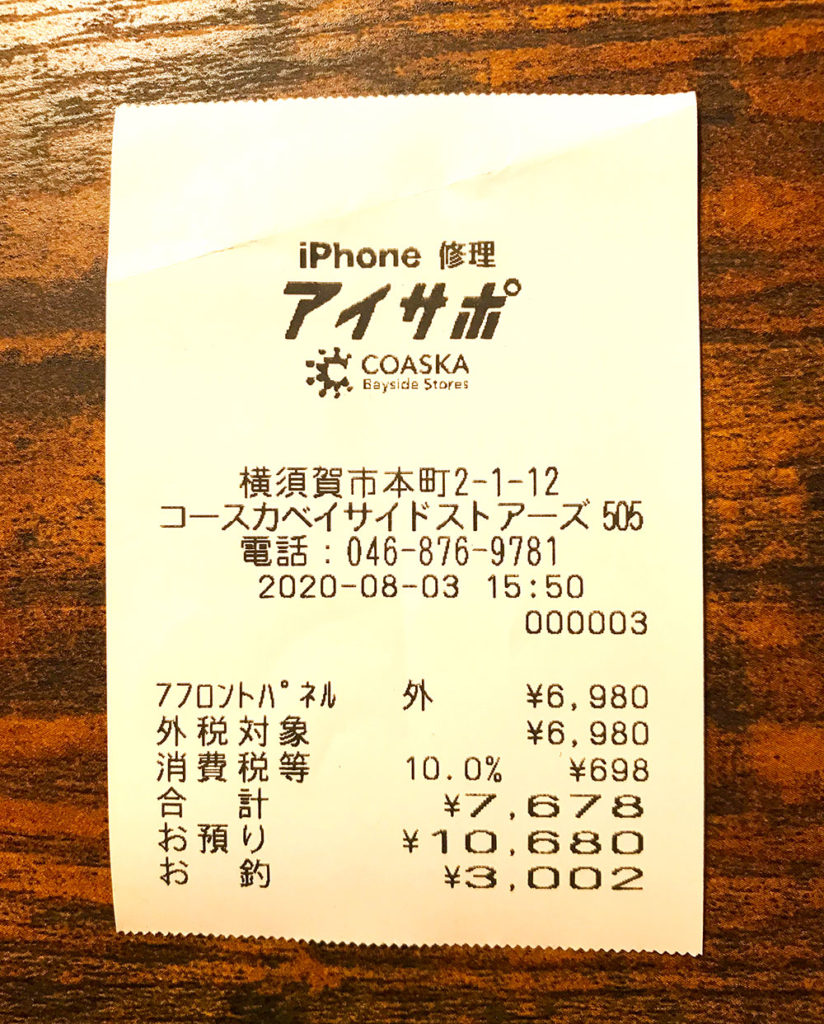 iPhone 修理
アイサポ
COASKA
Bayside Stores
横須賀市本町2-1-12
コースカベイサイドストアーズ 505
電話：046-876-9781
2020-08-03 15:50
000003
7フロントパネル 外 ¥6,980
外税対象 ¥6,980
消費税等 10.0% ¥698
合 計 ¥7,678
お預り ¥10,680
お 釣 ¥3,002